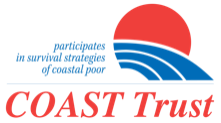 participates
in survival strategies
of coastal poor
COAST Trust